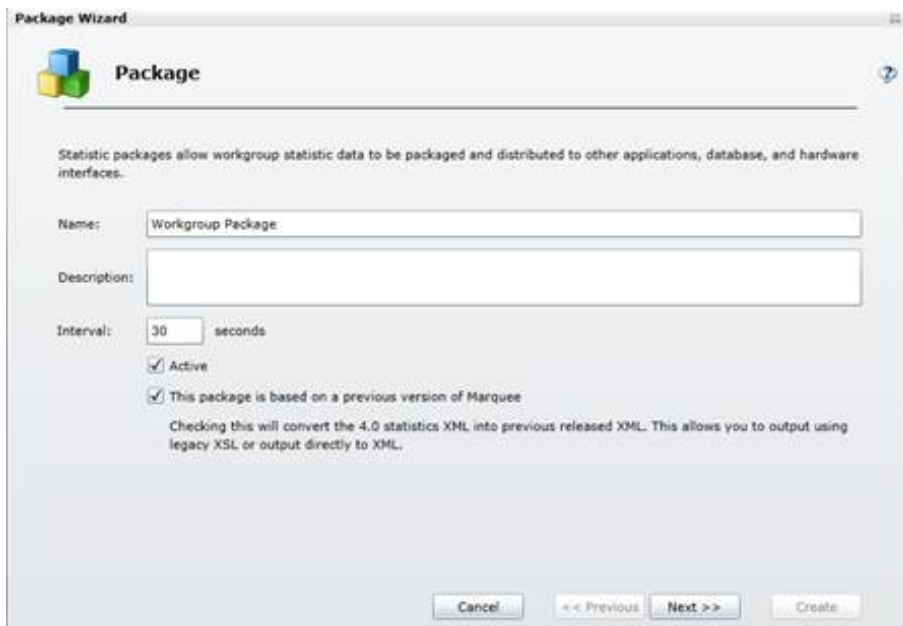 Package Wizard
Package
Statistic packages allow workgroup statistic data to be packaged and distributed to other applications, database, and hardware
interfaces.
Name: Workgroup Package
Description:
Interval: 30 seconds
Active
This package is based on a previous version of Marquee
Checking this will convert the 4.0 statistics XML into previous released XML. This allows you to output using
legacy XSL or output directly to XML.
Cancel << Previous Next >> Create